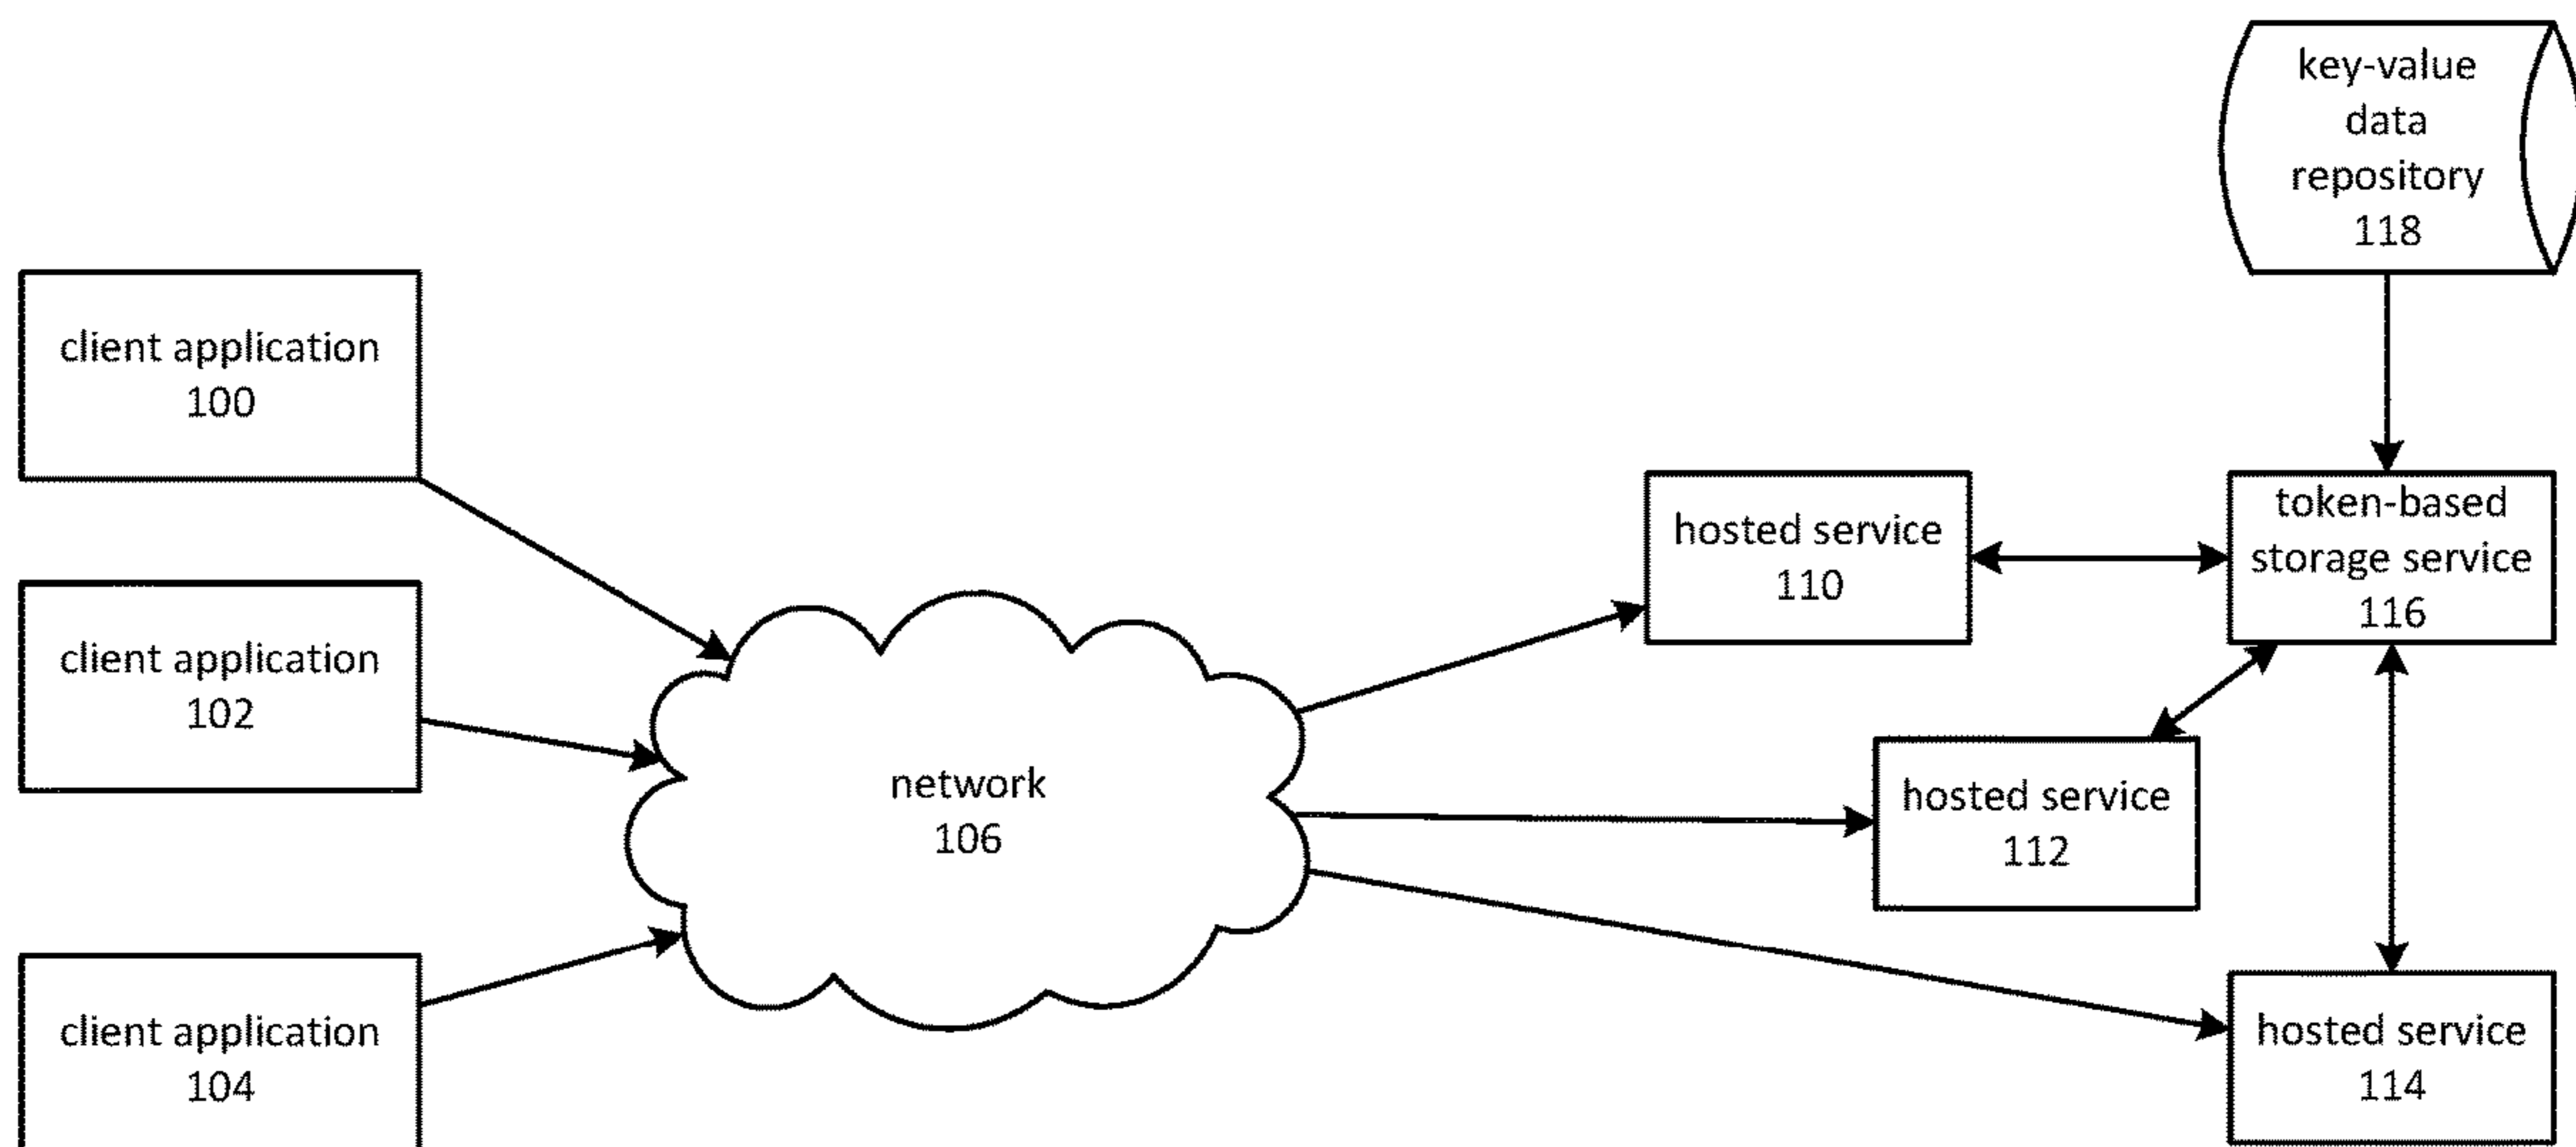 key-value
data
repository
118
client application
100
token-based
storage service
116
hosted service
110
client application
102
network
106
hosted service
112
client application
104
hosted service
114